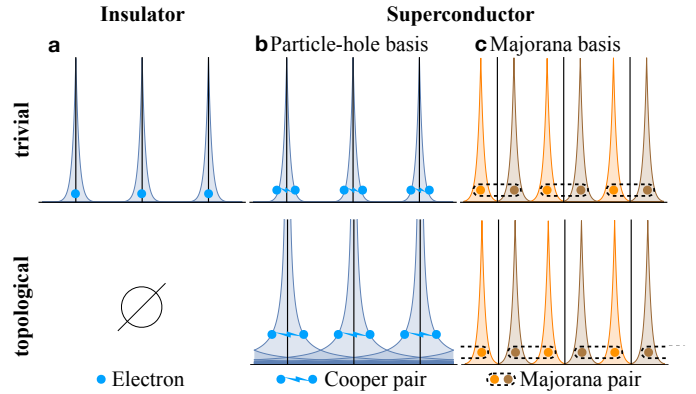 Insulator
Superconductor
a
b Particle-hole basis
c Majorana basis
trivial
topological
Electron
Cooper pair
Majorana pair